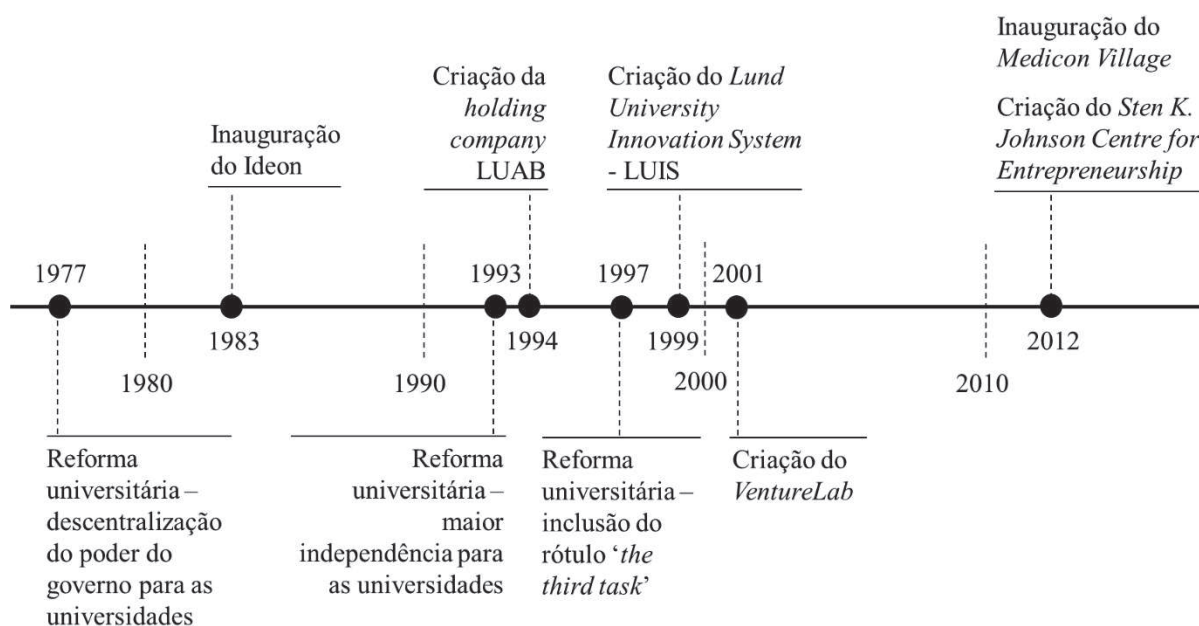 Inauguração
do Ideon
Criação da
holding
company
LUAB
Criação do Lund
University
Innovation System
- LUIS
Inauguração do
Medicon Village
Criação do Sten K.
Johnson Centre for
Entrepreneurship
1977
1993
1997
2001
1983
1994
1999
2012
1980
1990
2000
2010
Reforma
universitária –
descentralização
do poder do
governo para as
universidades
Reforma
universitária –
maior
independência para
as universidades
Reforma
universitária –
inclusão do
rótulo ‘the
third task’
Criação do
VentureLab